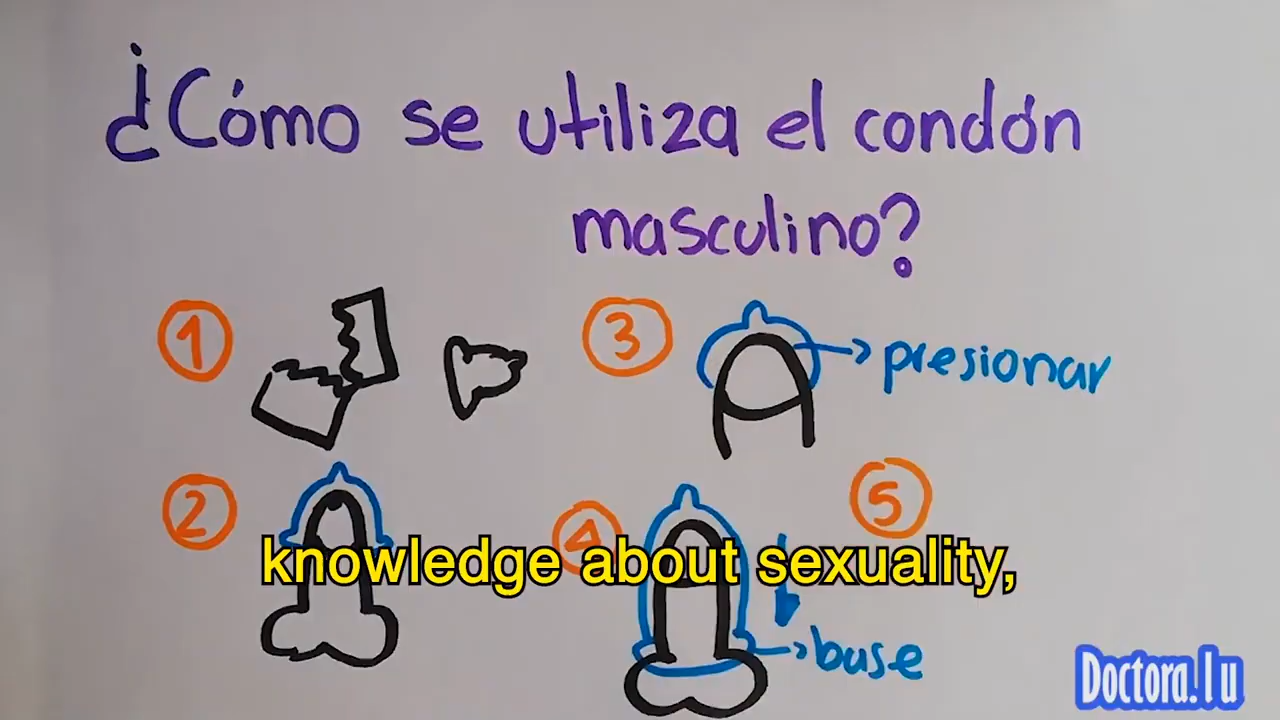 ¿Cómo se utiliza el condón
masculino?
1
3
presionar
2
4
5
knowledge about sexuality,
base
Doctora.Lu